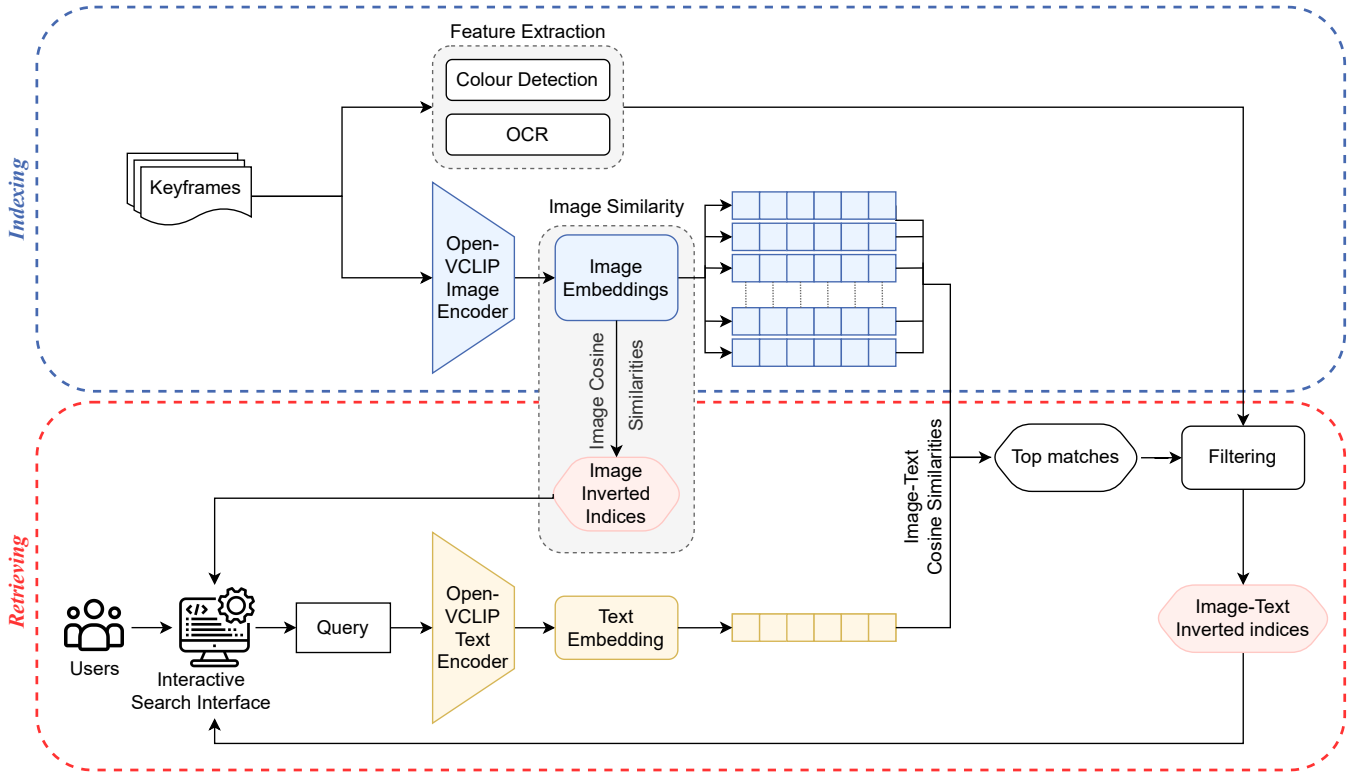 Feature Extraction
Colour Detection
OCR
Indexing
Keyframes
Open-
VCLIP
Image
Encoder
Image Similarity
Image
Embeddings
Image Cosine
Similarities
Image
Inverted
Indices
Image-Text
Cosine Similarities
Top matches
Filtering
Retrieving
Users
</>
Interactive
Search Interface
Query
Open-
VCLIP
Text
Encoder
Text
Embedding
Image-Text
Inverted indices